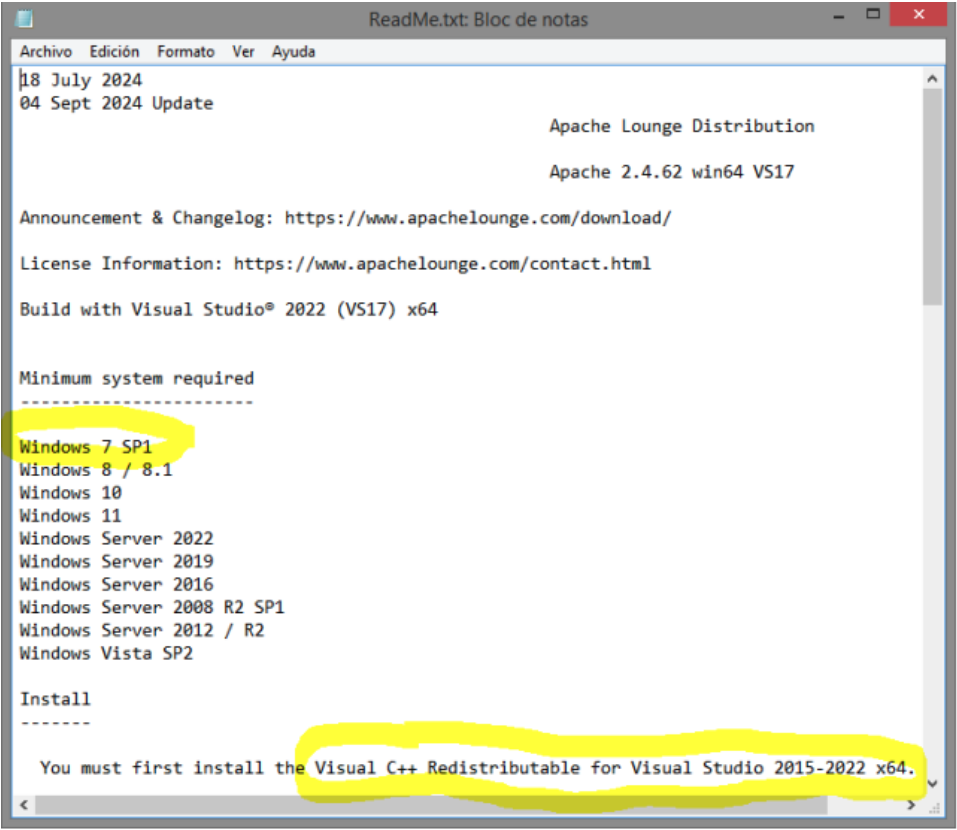 ReadMe.txt: Bloc de notas
Archivo Edición Formato Ver Ayuda
18 July 2024
04 Sept 2024 Update
Apache Lounge Distribution
Apache 2.4.62 win64 VS17
Announcement & Changelog: https://www.apachelounge.com/download/
License Information: https://www.apachelounge.com/contact.html
Build with Visual Studio® 2022 (VS17) x64
Minimum system required
-----------------------
Windows 7 SP1
Windows 8 / 8.1
Windows 10
Windows 11
Windows Server 2022
Windows Server 2019
Windows Server 2016
Windows Server 2008 R2 SP1
Windows Server 2012 / R2
Windows Vista SP2
Install
-------
You must first install the Visual C++ Redistributable for Visual Studio 2015-2022 x64.